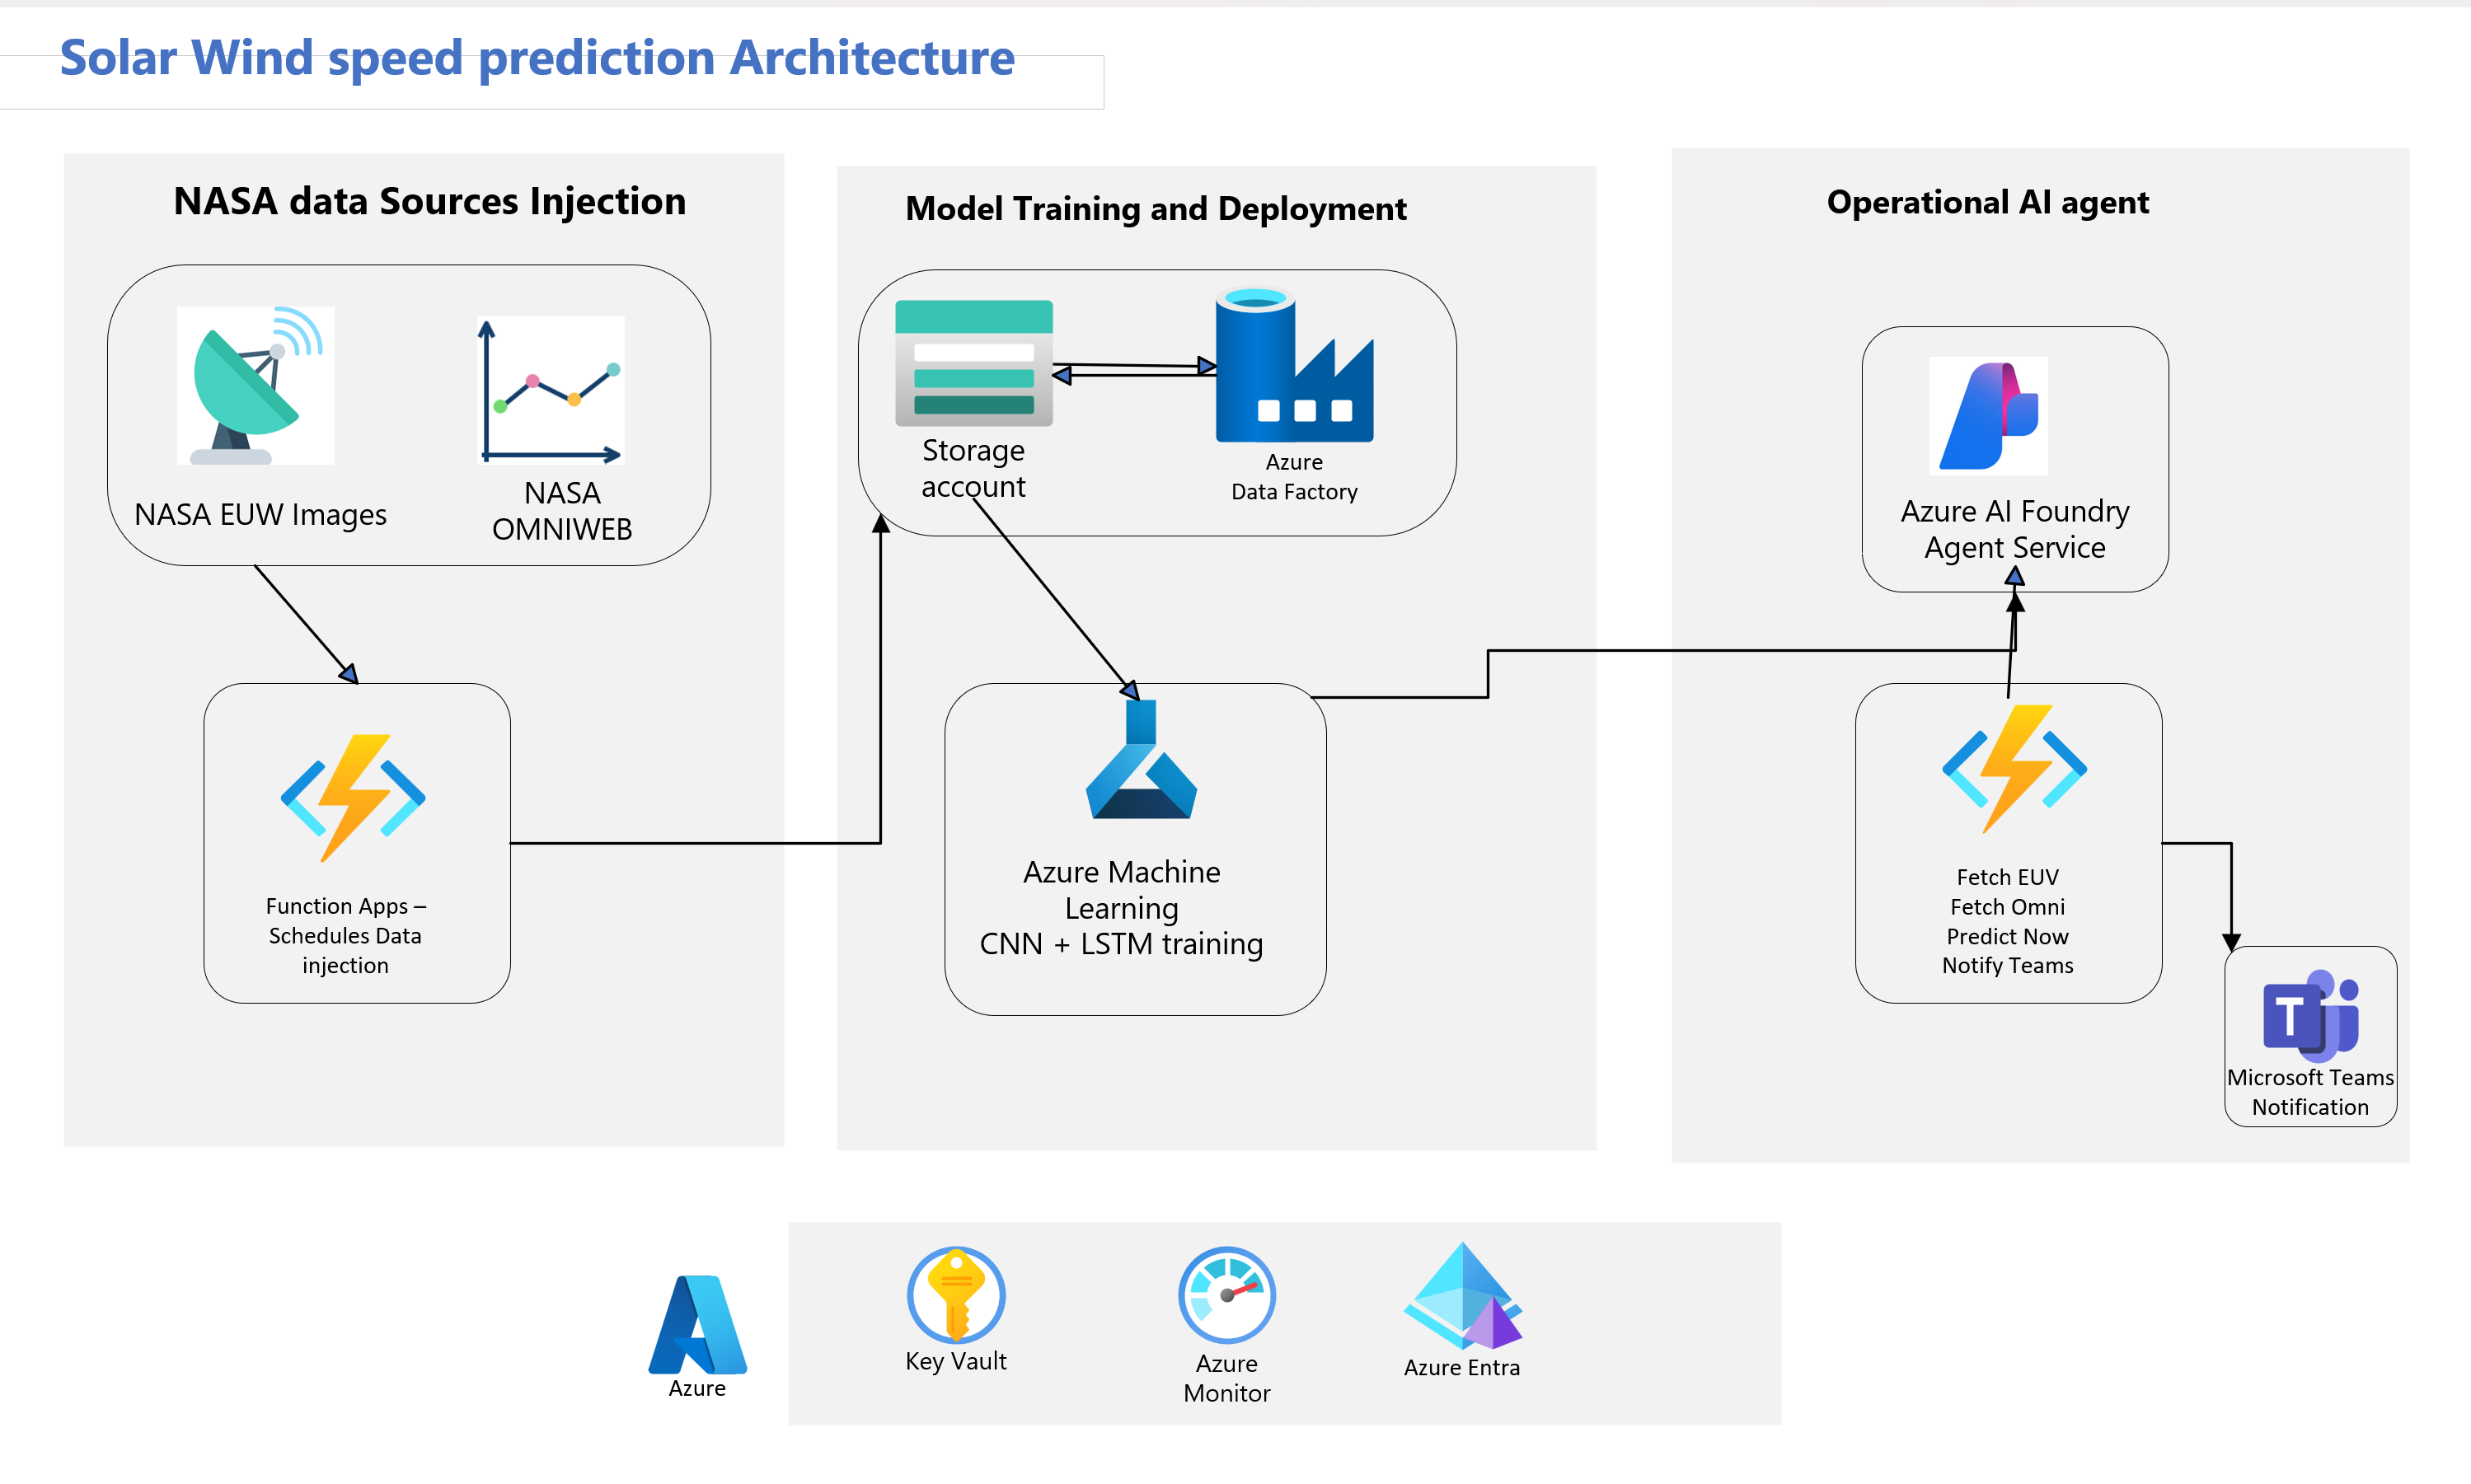 Solar Wind speed prediction Architecture
NASA data Sources Injection
NASA EUW Images
NASA
OMNIWEB
Function Apps –
Schedules Data
injection
Model Training and Deployment
Storage
account
Azure
Data Factory
Azure Machine
Learning
CNN + LSTM training
Operational AI agent
Azure AI Foundry
Agent Service
Fetch EUV
Fetch Omni
Predict Now
Notify Teams
T
Microsoft Teams
Notification
Azure
Key Vault
Azure
Monitor
Azure Entra